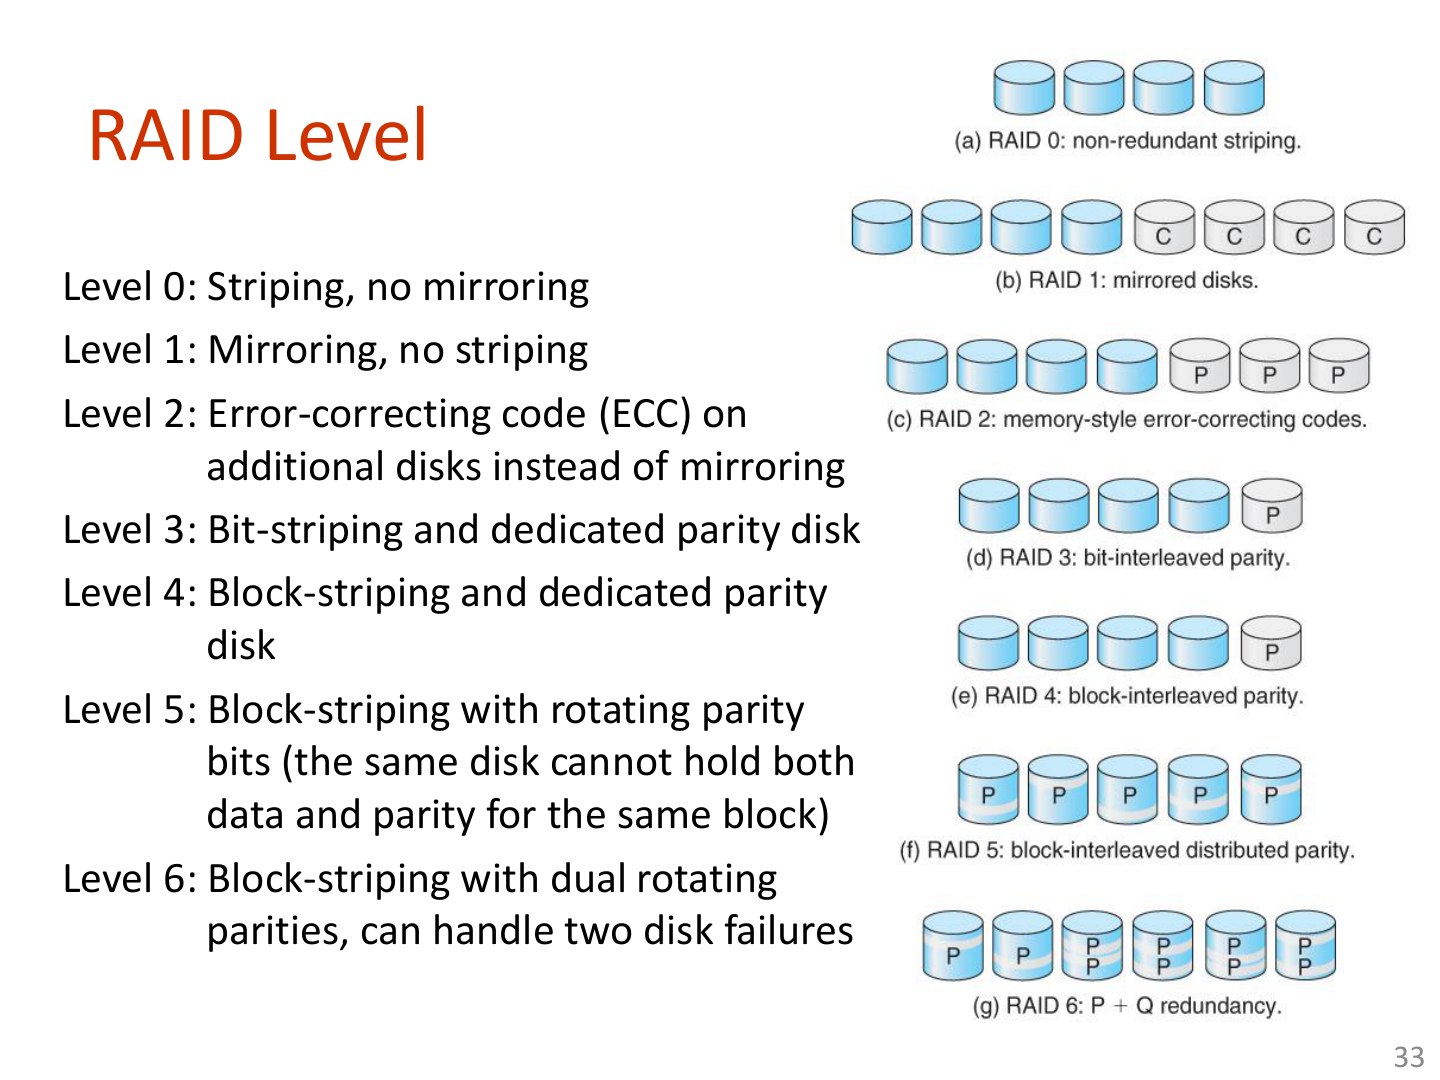 RAID Level
Level 0: Striping, no mirroring
Level 1: Mirroring, no striping
Level 2: Error-correcting code (ECC) on
additional disks instead of mirroring
Level 3: Bit-striping and dedicated parity disk
Level 4: Block-striping and dedicated parity
disk
Level 5: Block-striping with rotating parity
bits (the same disk cannot hold both
data and parity for the same block)
Level 6: Block-striping with dual rotating
parities, can handle two disk failures
(a) RAID 0: non-redundant striping.
C C C C
(b) RAID 1: mirrored disks.
P P P
(c) RAID 2: memory-style error-correcting codes.
P
(d) RAID 3: bit-interleaved parity.
P
(e) RAID 4: block-interleaved parity.
P P P P P
(f) RAID 5: block-interleaved distributed parity.
P P P P P P
P P P P
(g) RAID 6: P + Q redundancy.
33